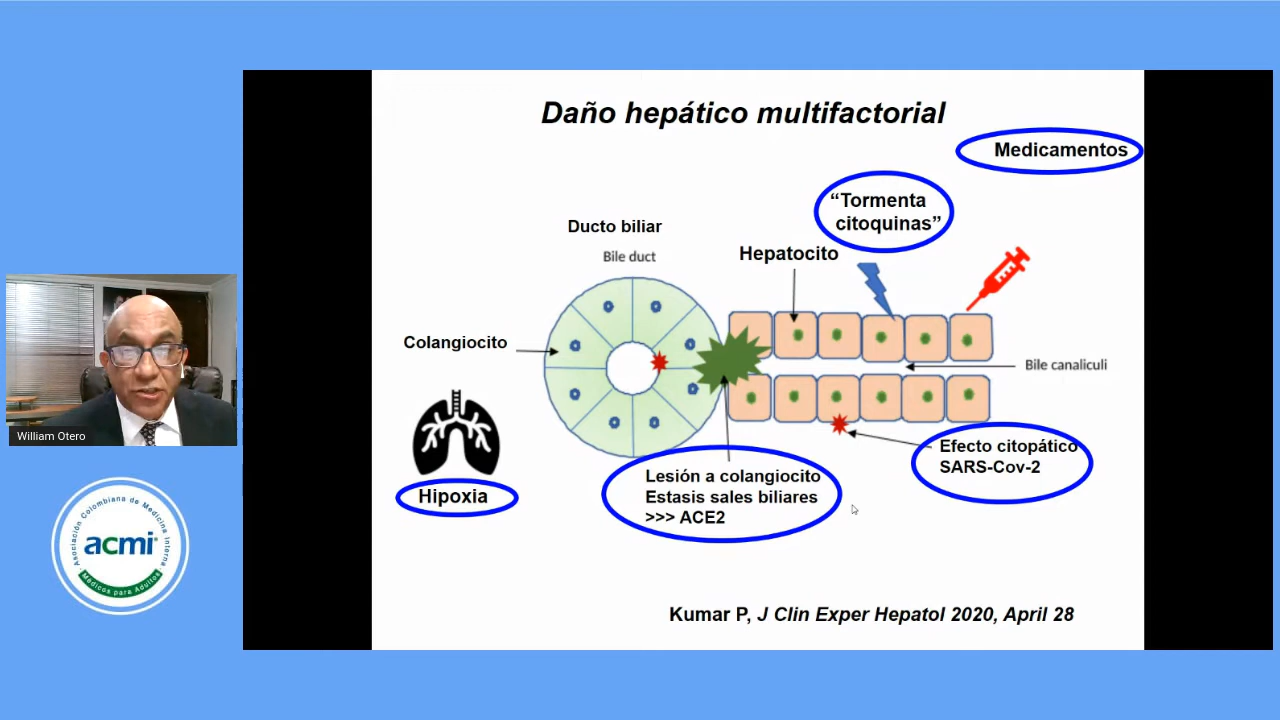 Daño hepático multifactorial
Medicamentos
“Tormenta
citoquinas”
Ducto biliar
Bile duct
Hepatocito
Colangiocito
Bile canaliculi
Efecto citopático
SARS-Cov-2
Lesión a colangiocito
Estasis sales biliares
>>> ACE2
Hipoxia
Kumar P, J Clin Exper Hepatol 2020, April 28
William Otero
Asociación Colombiana de Medicina Interna
acmi
Médicos para Adultos